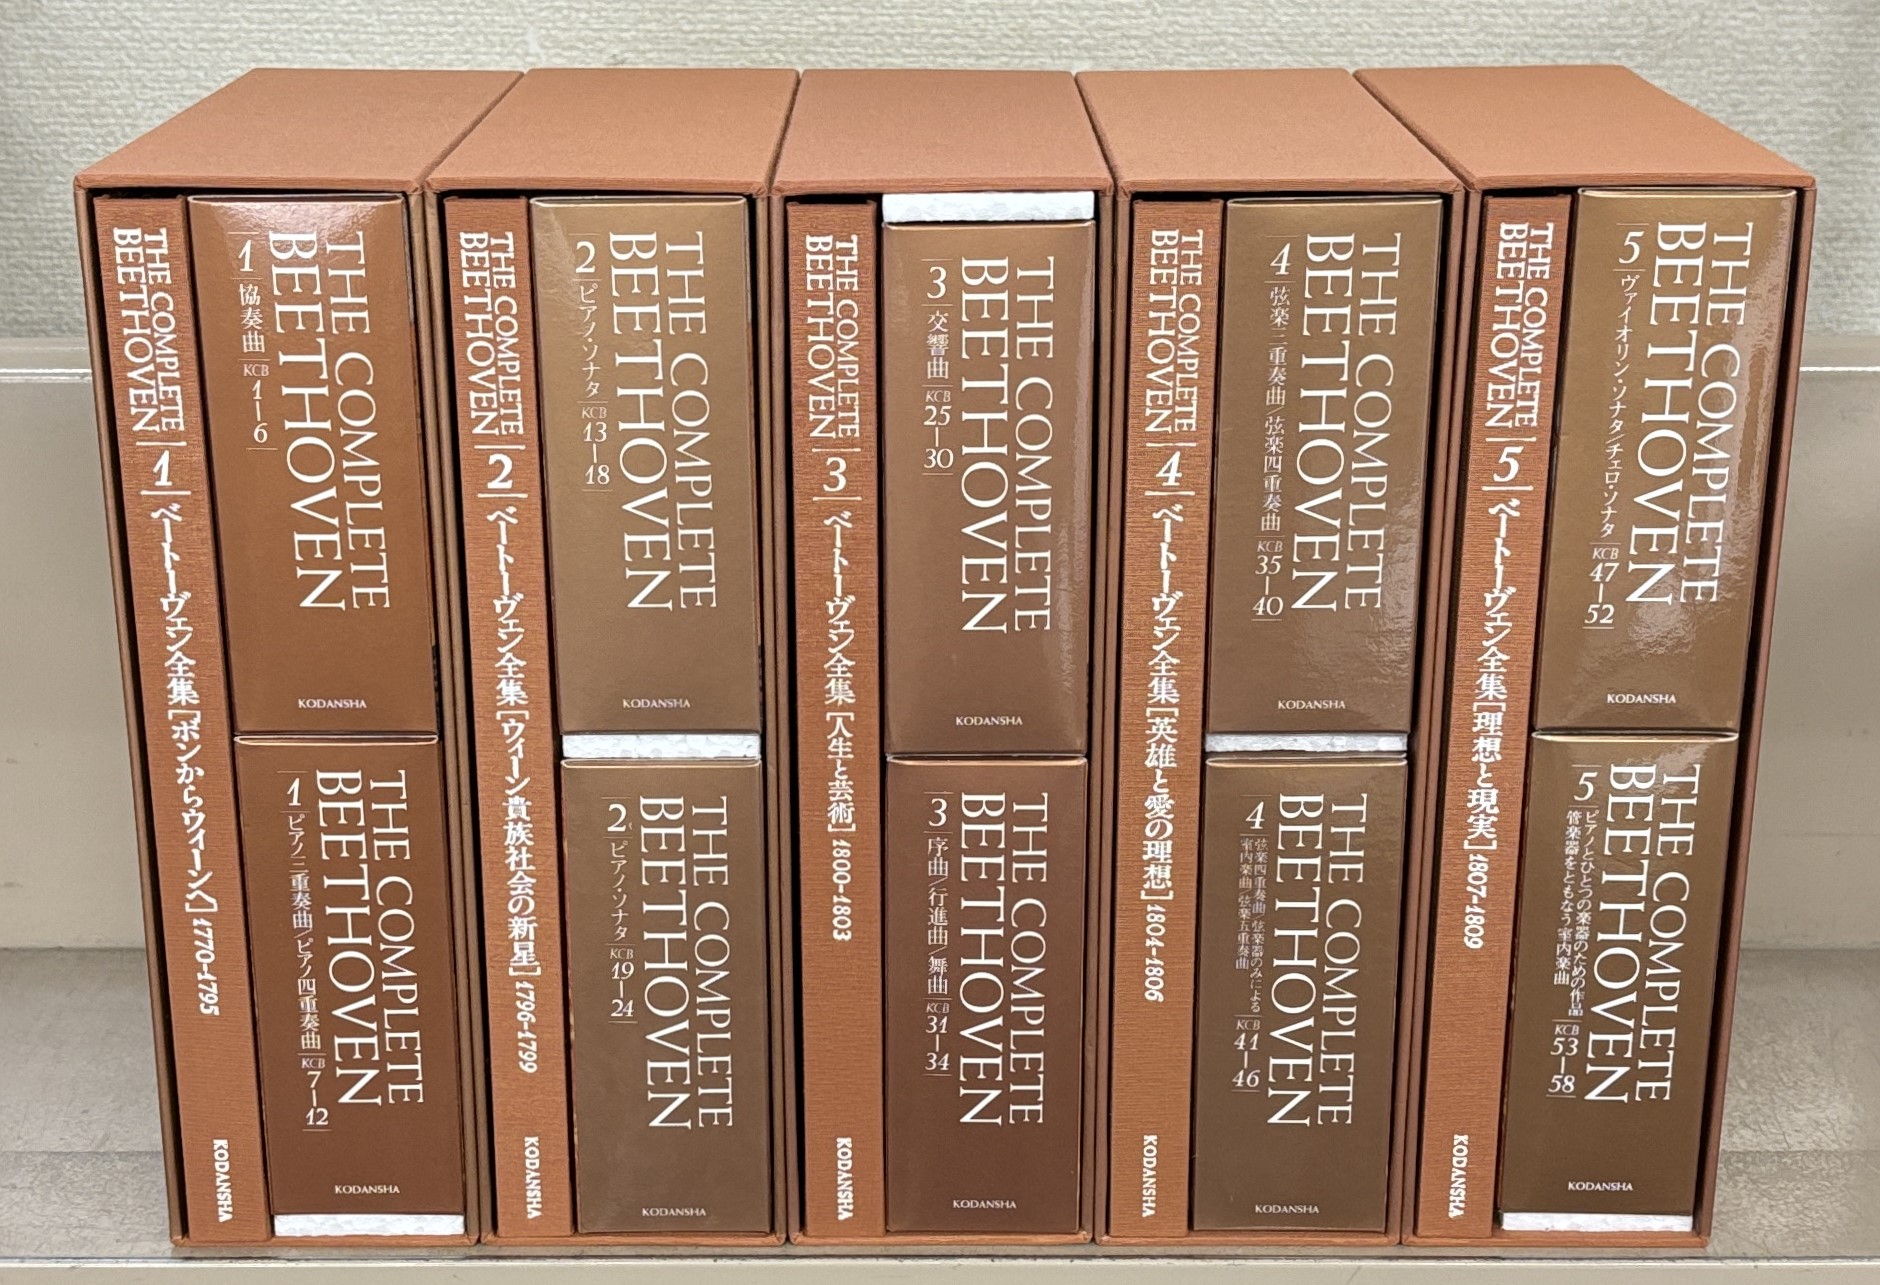 THE COMPLETE
BEETHOVEN
1
ベートーヴェン全集[ボンからウィーンへ] 1770-1795
KODANSHA
THE COMPLETE
BEETHOVEN
1
協奏曲
KCB
1—6
KODANSHA
THE COMPLETE
BEETHOVEN
1
ピアノ三重奏曲/ピアノ四重奏曲
KCB
7—12
KODANSHA
THE COMPLETE
BEETHOVEN
2
ベートーヴェン全集[ウィーン貴族社会の新星] 1796-1799
KODANSHA
THE COMPLETE
BEETHOVEN
2
ピアノ・ソナタ
KCB
13—18
KODANSHA
THE COMPLETE
BEETHOVEN
2
ピアノ・ソナタ
KCB
19—24
KODANSHA
THE COMPLETE
BEETHOVEN
3
ベートーヴェン全集[人生と芸術] 1800-1803
KODANSHA
THE COMPLETE
BEETHOVEN
3
交響曲
KCB
25—30
KODANSHA
THE COMPLETE
BEETHOVEN
3
序曲/行進曲/舞曲
KCB
31—34
KODANSHA
THE COMPLETE
BEETHOVEN
4
ベートーヴェン全集[英雄と愛の理想] 1804-1806
KODANSHA
THE COMPLETE
BEETHOVEN
4
弦楽三重奏曲/弦楽四重奏曲
KCB
35—40
KODANSHA
THE COMPLETE
BEETHOVEN
4
弦楽四重奏曲/弦楽器のみによる
室内楽曲/弦楽五重奏曲
KCB
41—46
KODANSHA
THE COMPLETE
BEETHOVEN
5
ベートーヴェン全集[理想と現実] 1807-1809
KODANSHA
THE COMPLETE
BEETHOVEN
5
ヴァイオリン・ソナタ/チェロ・ソナタ
KCB
47—52
KODANSHA
THE COMPLETE
BEETHOVEN
5
ピアノとひとつの楽器のための作品
管楽器をともなう室内楽曲
KCB
53—58
KODANSHA